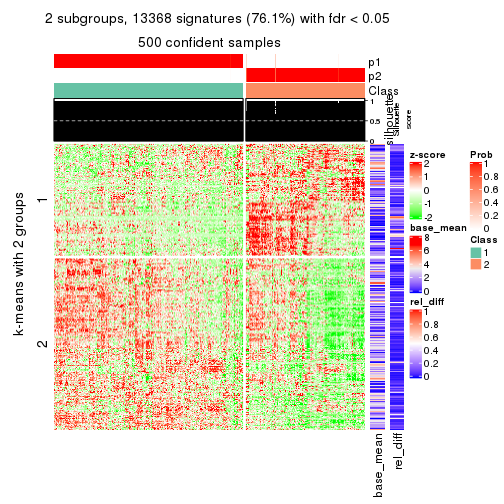 2 subgroups, 13368 signatures (76.1%) with fdr < 0.05
500 confident samples
p1
p2
Class
1
0.5
0
silhouette
Silhouette
score
k-means with 2 groups
1
2
base_mean
rel_diff
z-score
2
1
0
-1
-2
base_mean
8
6
4
2
0
rel_diff
1
0.8
0.6
0.4
0.2
0
Prob
1
0.8
0.6
0.4
0.2
0
Class
1
2